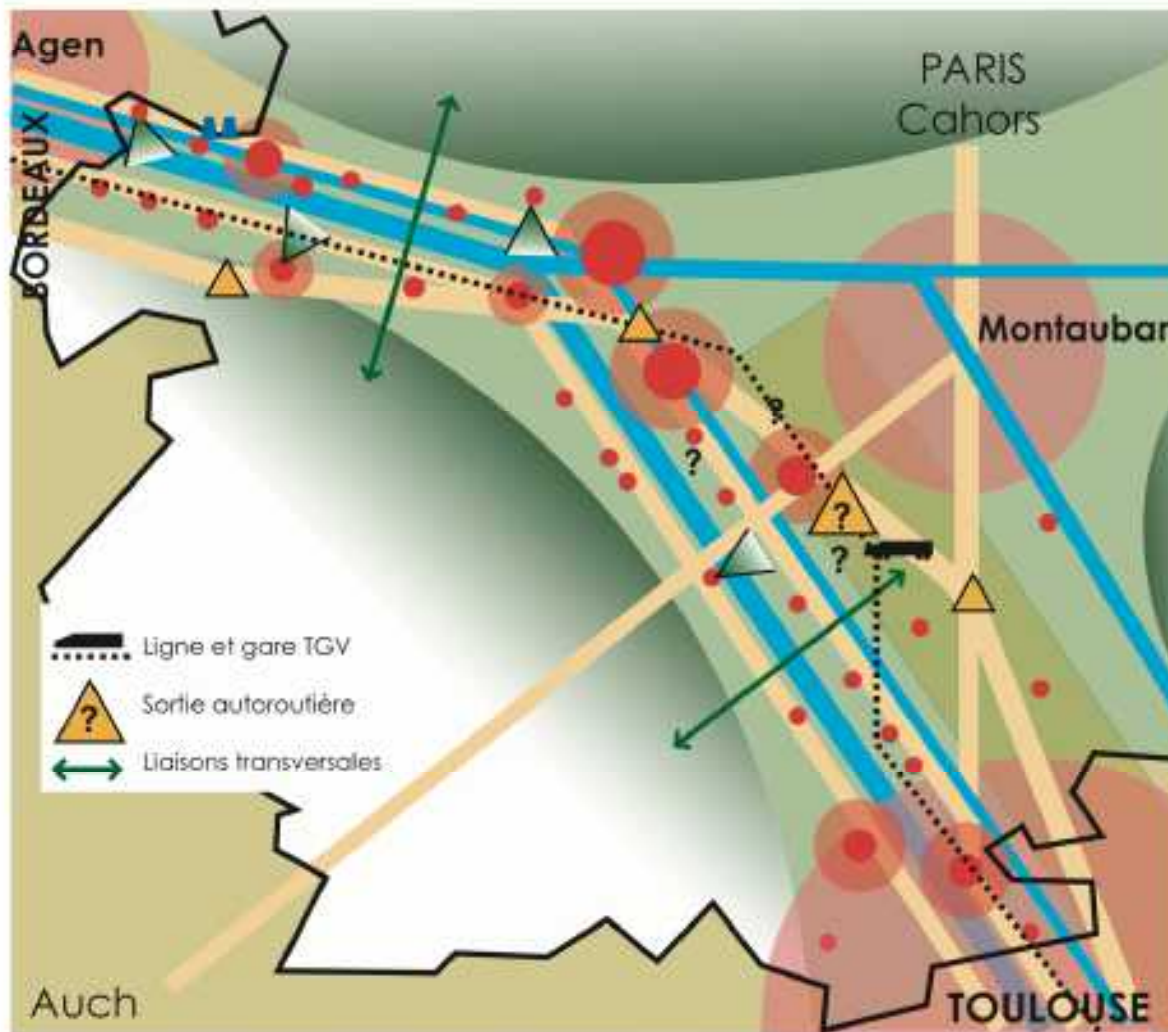 Agen
PARIS
Cahors
BORDEAUX
Montauban
?
?
?
Ligne et gare TGV
?
Sortie autoroutière
Liaisons transversales
Auch
TOULOUSE